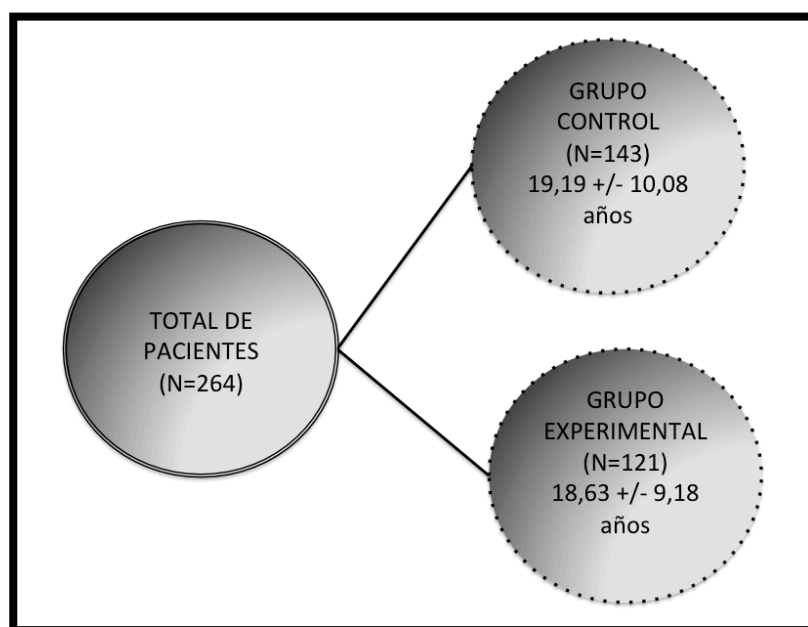 TOTAL DE
PACIENTES
(N=264)
GRUPO
CONTROL
(N=143)
19,19 +/- 10,08
años
GRUPO
EXPERIMENTAL
(N=121)
18,63 +/- 9,18
años